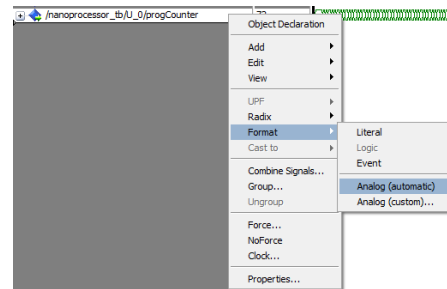 /nanoprocessor_tb/U_0/progCounter
Object Declaration
Add
Edit
View
UPF
Radix
Format
Cast to
Combine Signals...
Group...
Ungroup
Force...
NoForce
Clock...
Properties...
Literal
Logic
Event
Analog (automatic)
Analog (custom)...